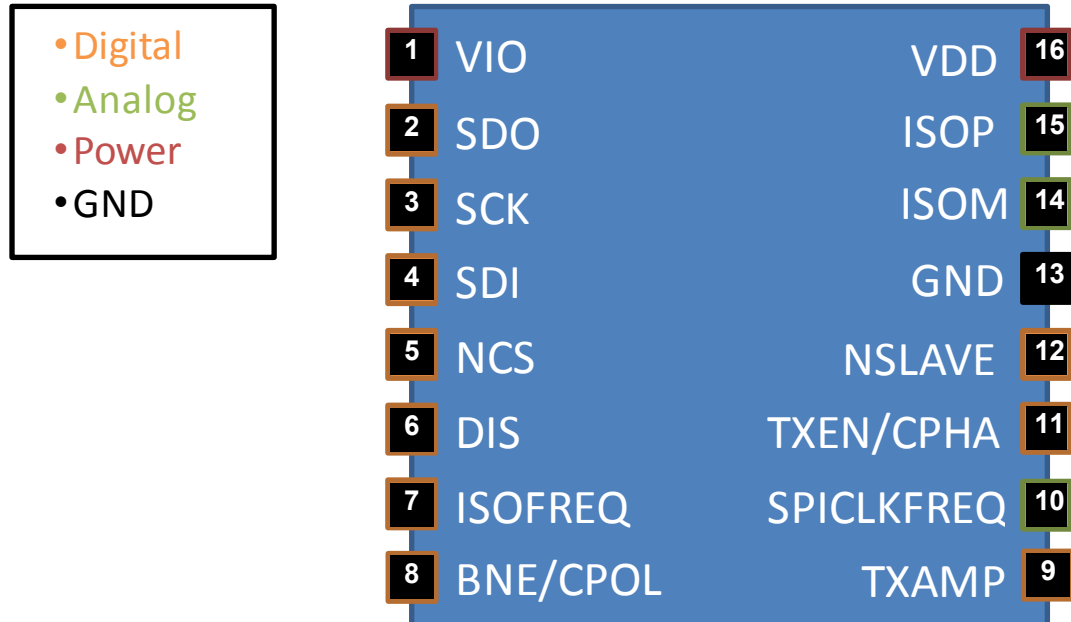 •Digital
•Analog
•Power
•GND
1 VIO VDD 16
2 SDO ISOP 15
3 SCK ISOM 14
4 SDI GND 13
5 NCS NSLAVE 12
6 DIS TXEN/CPHA 11
7 ISOFREQ SPICLKFREQ 10
8 BNE/CPOL TXAMP 9